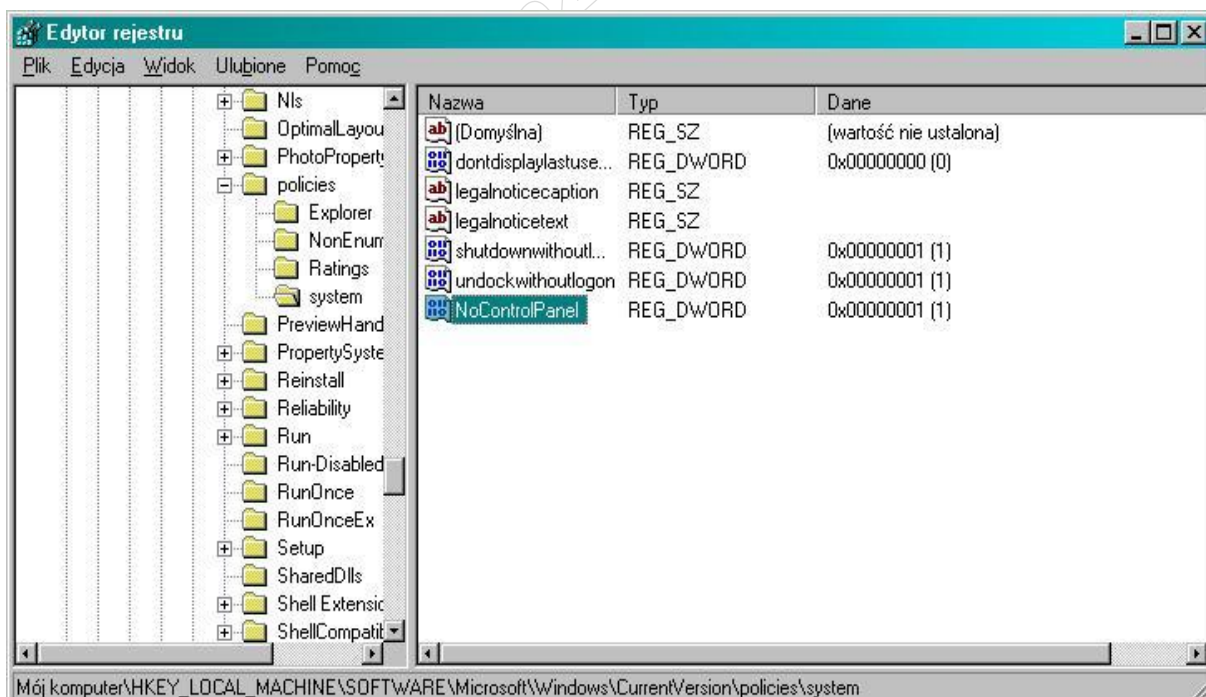 Edytor rejestru
Plik Edycja Widok Ulubione Pomoc
Nls
OptimalLayou
PhotoProperty
policies
Explorer
NonEnum
Ratings
system
PreviewHand
PropertySyste
Reinstall
Reliability
Run
Run-Disabled
RunOnce
RunOnceEx
Setup
SharedDlls
Shell Extensic
ShellCompatib
Nazwa Typ Dane
(Domyślna) REG_SZ (wartość nie ustalona)
dontdisplaylastuse... REG_DWORD 0x00000000 (0)
legalnoticecaption REG_SZ
legalnoticetext REG_SZ
shutdownwithoutl... REG_DWORD 0x00000001 (1)
undockwithoutlogon REG_DWORD 0x00000001 (1)
NoControlPanel REG_DWORD 0x00000001 (1)
Mój komputer\HKEY_LOCAL_MACHINE\SOFTWARE\Microsoft\Windows\CurrentVersion\policies\system